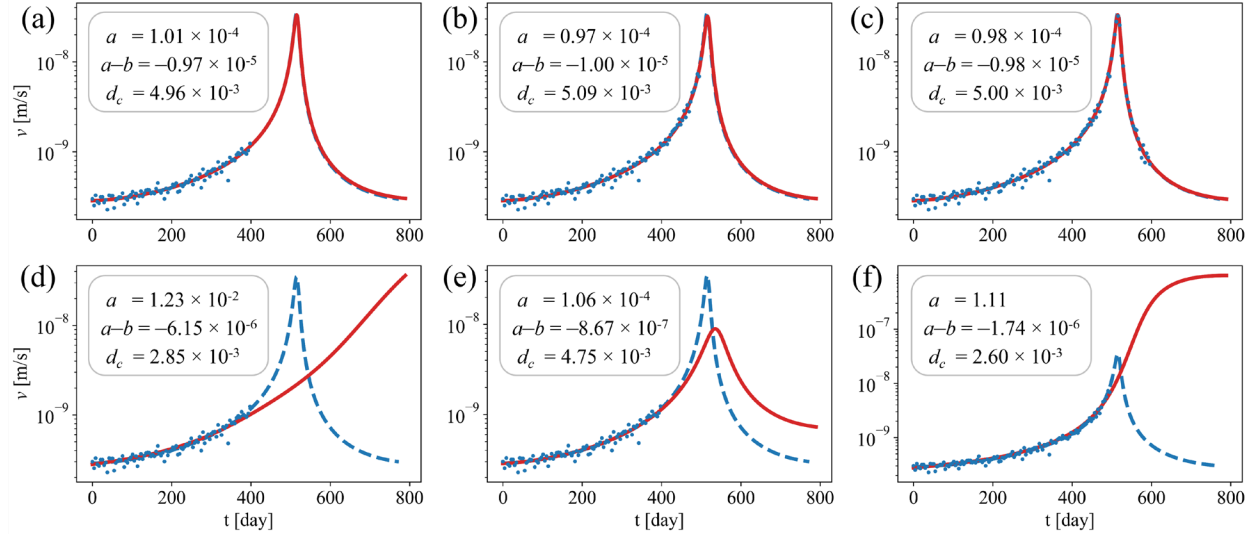 (a)
a = 1.01 × 10⁻⁴
a–b = −0.97 × 10⁻⁵
d_c = 4.96 × 10⁻³
10⁻⁸
10⁻⁹
v [m/s]
0 200 400 600 800
(b)
a = 0.97 × 10⁻⁴
a–b = −1.00 × 10⁻⁵
d_c = 5.09 × 10⁻³
10⁻⁸
10⁻⁹
0 200 400 600 800
(c)
a = 0.98 × 10⁻⁴
a–b = −0.98 × 10⁻⁵
d_c = 5.00 × 10⁻³
10⁻⁸
10⁻⁹
0 200 400 600 800
(d)
a = 1.23 × 10⁻²
a–b = −6.15 × 10⁻⁶
d_c = 2.85 × 10⁻³
10⁻⁸
10⁻⁹
v [m/s]
0 200 400 600 800
t [day]
(e)
a = 1.06 × 10⁻⁴
a–b = −8.67 × 10⁻⁷
d_c = 4.75 × 10⁻³
10⁻⁸
10⁻⁹
0 200 400 600 800
t [day]
(f)
a = 1.11
a–b = −1.74 × 10⁻⁶
d_c = 2.60 × 10⁻³
10⁻⁷
10⁻⁸
10⁻⁹
0 200 400 600 800
t [day]